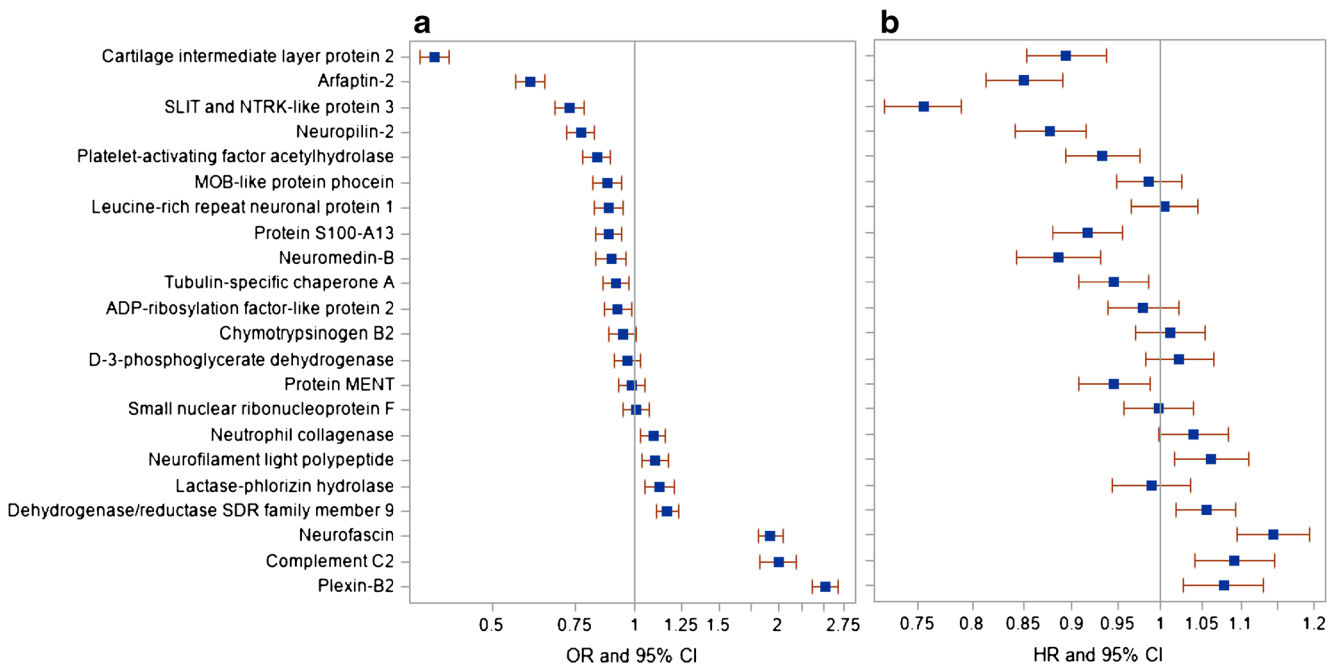 a
b
Cartilage intermediate layer protein 2
Arfaptin-2
SLIT and NTRK-like protein 3
Neuropilin-2
Platelet-activating factor acetylhydrolase
MOB-like protein phocein
Leucine-rich repeat neuronal protein 1
Protein S100-A13
Neuromedin-B
Tubulin-specific chaperone A
ADP-ribosylation factor-like protein 2
Chymotrypsinogen B2
D-3-phosphoglycerate dehydrogenase
Protein MENT
Small nuclear ribonucleoprotein F
Neutrophil collagenase
Neurofilament light polypeptide
Lactase-phlorizin hydrolase
Dehydrogenase/reductase SDR family member 9
Neurofascin
Complement C2
Plexin-B2
0.5 0.75 1 1.25 1.5 2 2.75
OR and 95% CI
0.75 0.8 0.85 0.9 0.95 1 1.05 1.1 1.2
HR and 95% CI